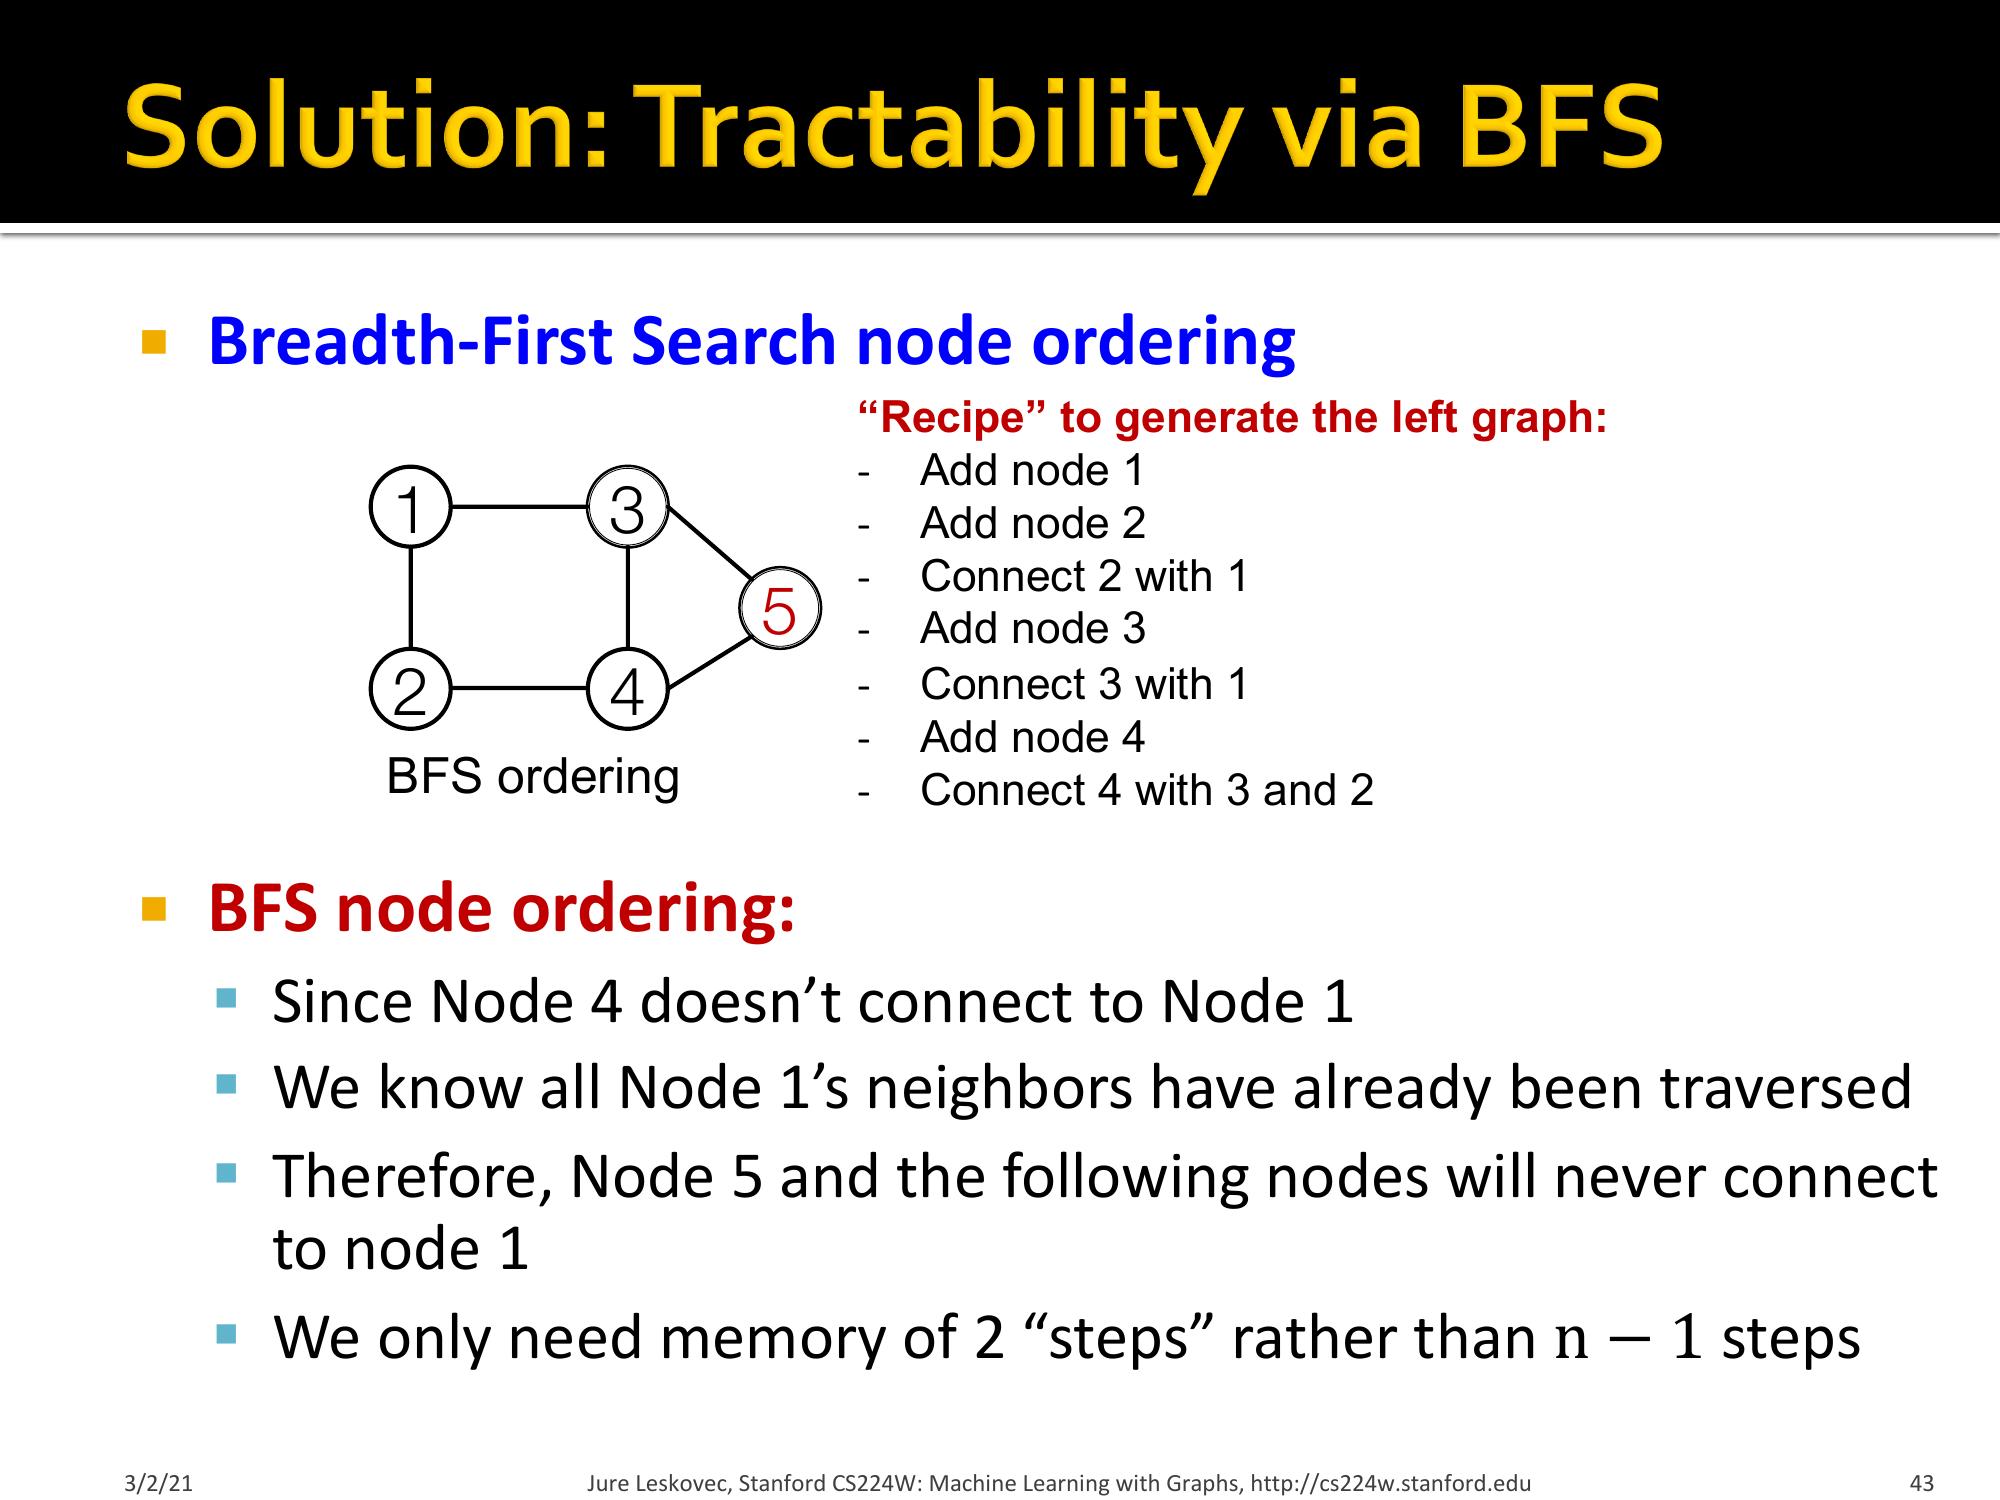 Solution: Tractability via BFS
Breadth-First Search node ordering
“Recipe” to generate the left graph:
- Add node 1
- Add node 2
- Connect 2 with 1
- Add node 3
- Connect 3 with 1
- Add node 4
- Connect 4 with 3 and 2
1
3
5
2
4
BFS ordering
BFS node ordering:
Since Node 4 doesn’t connect to Node 1
We know all Node 1’s neighbors have already been traversed
Therefore, Node 5 and the following nodes will never connect
to node 1
We only need memory of 2 “steps” rather than n − 1 steps
3/2/21
Jure Leskovec, Stanford CS224W: Machine Learning with Graphs, http://cs224w.stanford.edu
43